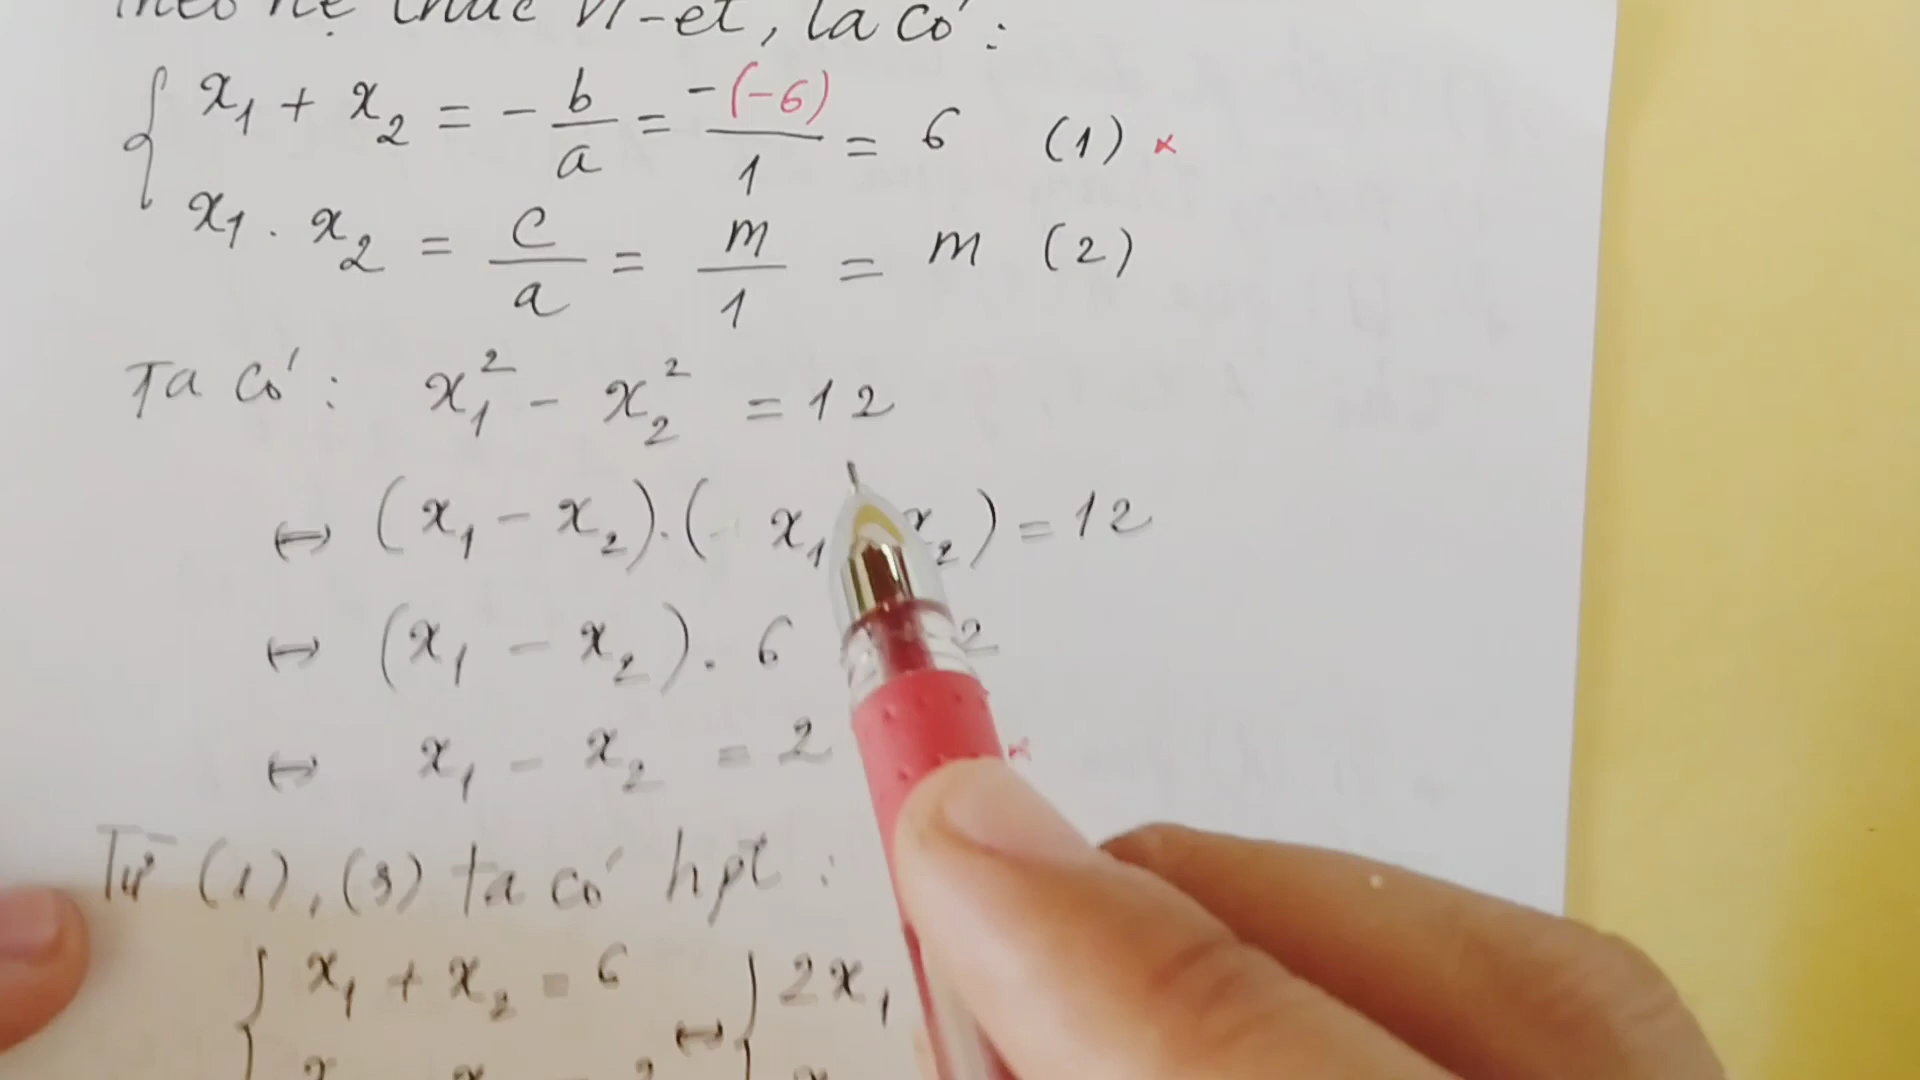 Theo hệ thức Vi-et, ta có:
x₁ + x₂ = - b/a = -(-6)/1 = 6 (1) ×
x₁ . x₂ = c/a = m/1 = m (2)
Ta có: x₁² - x₂² = 12
↔ (x₁ - x₂).( x₁ x₂) = 12
↔ (x₁ - x₂) . 6 2
↔ x₁ - x₂ = 2 ×
Từ (1), (3) ta có hpt :
{ x₁ + x₂ = 6 ↔ { 2x₁